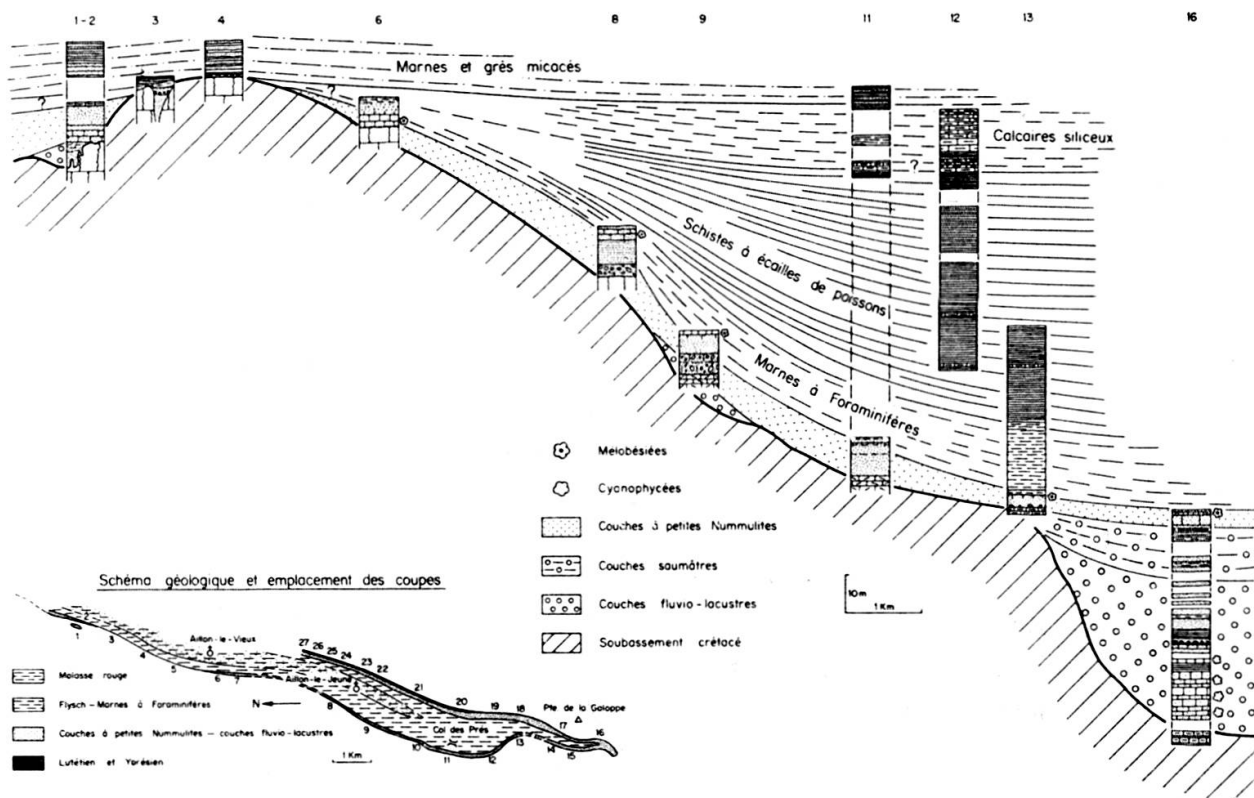 1-2 3 4 6 8 9 11 12 13 16
Marnes et grès micacés
?
?
Calcaires siliceux
?
Schistes à écailles de poissons
Marnes à Foraminifères
Mélobésiées
Cyanophycées
Couches à petites Nummulites
Couches saumâtres
Couches fluvio-lacustres
Soubassement crétacé
10m
1 Km
Schéma géologique et emplacement des coupes
Aillon-le-Vieux
Aillon-le-Jeune
Col des Prés
Pte de la Galoppe
1 2 3 4 5 6 7 8 9 10 11 12 13 14 15 16 17 18 19 20 21 22 23 24 25 26 27
N
1 Km
Molasse rouge
Flysch-Marnes à Foraminifères
Couches à petites Nummulites - couches fluvio-lacustres
Lutétien et Yprésien